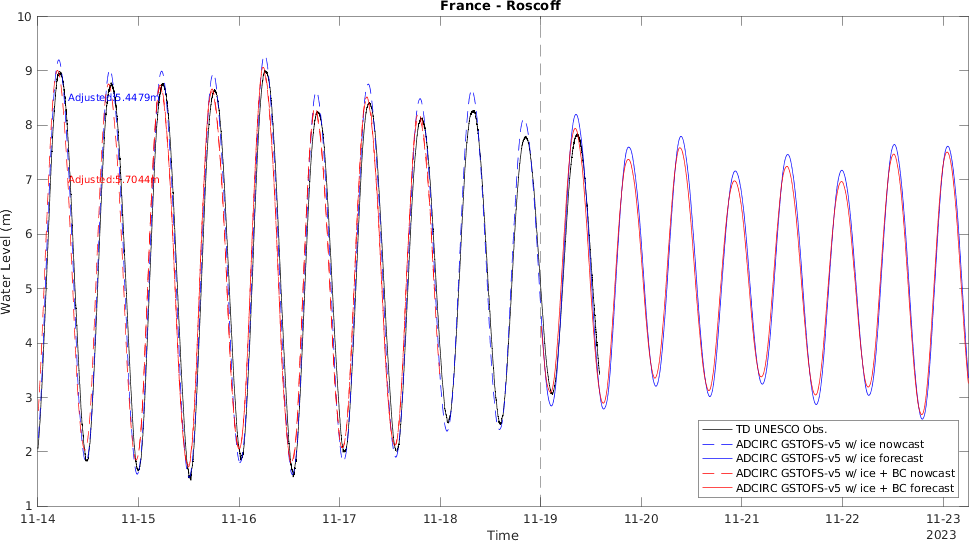 France - Roscoff
10
9
8
7
6
5
4
3
2
1
Water Level (m)
Adjusted:5.4479m
Adjusted:5.7044m
TD UNESCO Obs.
ADCIRC GSTOFS-v5 w/ ice nowcast
ADCIRC GSTOFS-v5 w/ ice forecast
ADCIRC GSTOFS-v5 w/ ice + BC nowcast
ADCIRC GSTOFS-v5 w/ ice + BC forecast
11-14 11-15 11-16 11-17 11-18 11-19 11-20 11-21 11-22 11-23
Time
2023